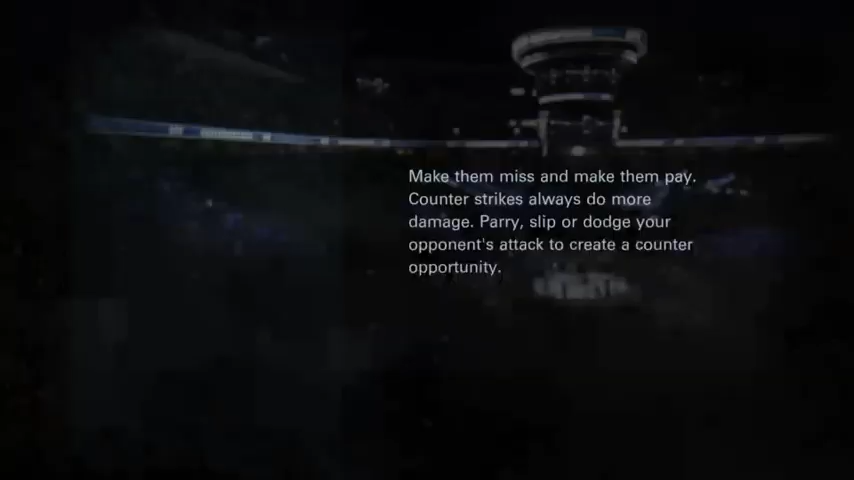 Make them miss and make them pay.
Counter strikes always do more
damage. Parry, slip or dodge your
opponent's attack to create a counter
opportunity.